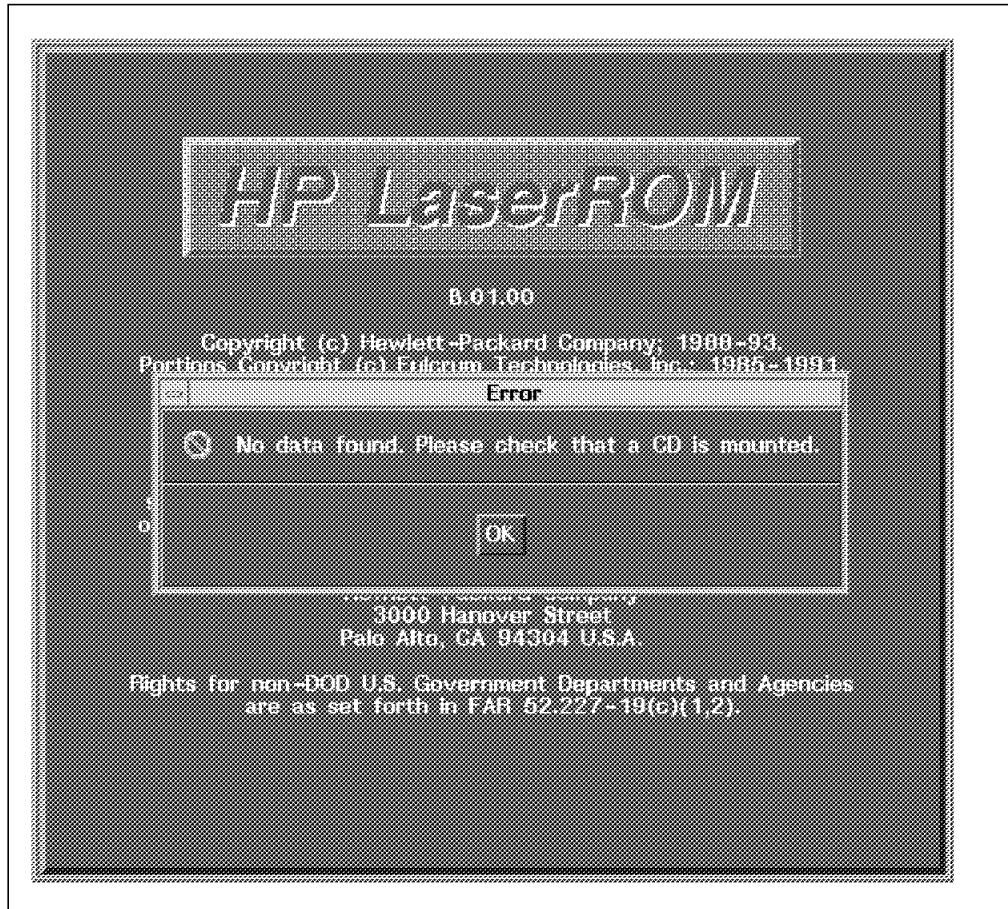 HP LaserROM
B.01.00
Copyright (c) Hewlett-Packard Company; 1988-93.
Portions Copyright (c) Fulcrum Technologies, Inc.; 1985-1991.
Error
No data found. Please check that a CD is mounted.
OK
3000 Hanover Street
Palo Alto, CA 94304 U.S.A.
Rights for non-DOD U.S. Government Departments and Agencies
are as set forth in FAR 52.227-19(c)(1,2).